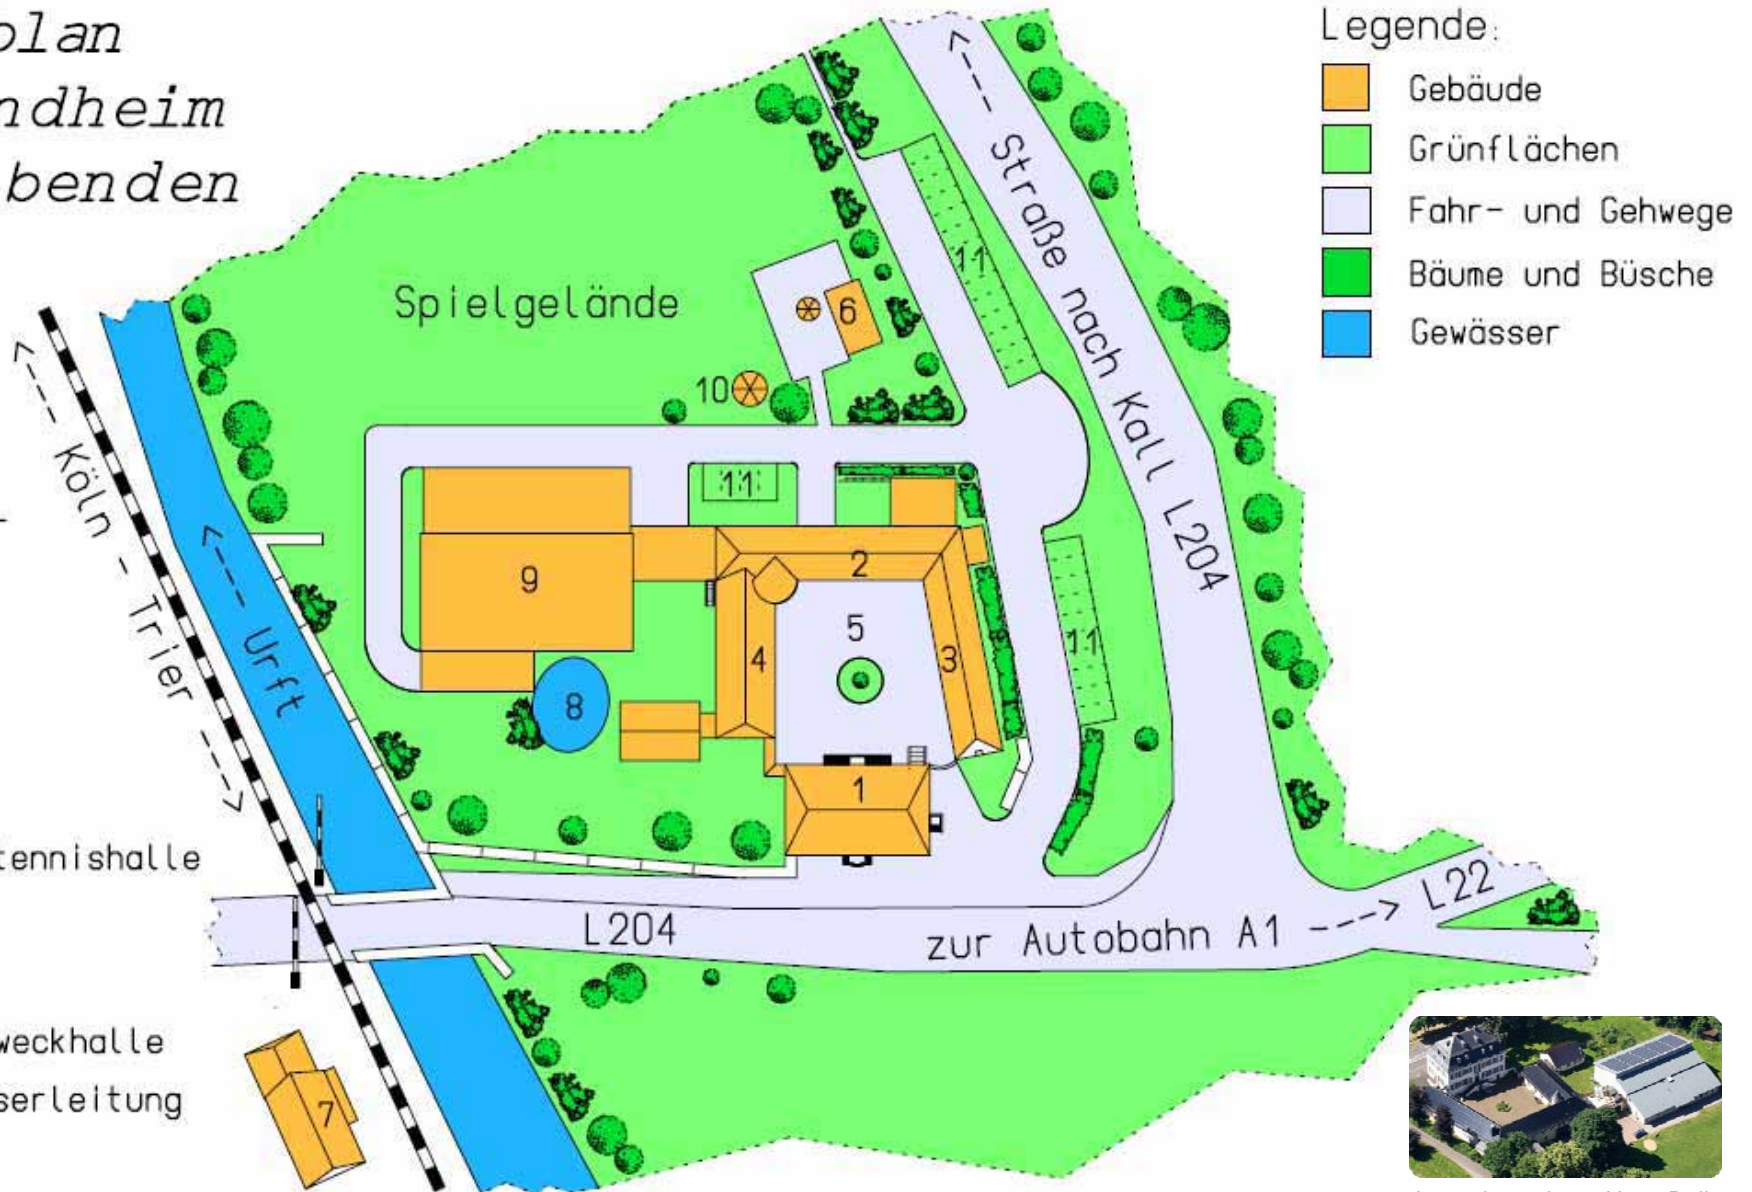 plan
ndheim
benden
Legende:
Gebäude
Grünflächen
Fahr- und Gehwege
Bäume und Büsche
Gewässer
<--- Straße nach Kall L204
Spielgelände
11
6
10
<--- Köln - Trier --->
<--- Urft
11
9
2
5
4
3
11
8
1
tennishalle
L204
zur Autobahn A1 ---> L22
weckhalle
serleitung
7